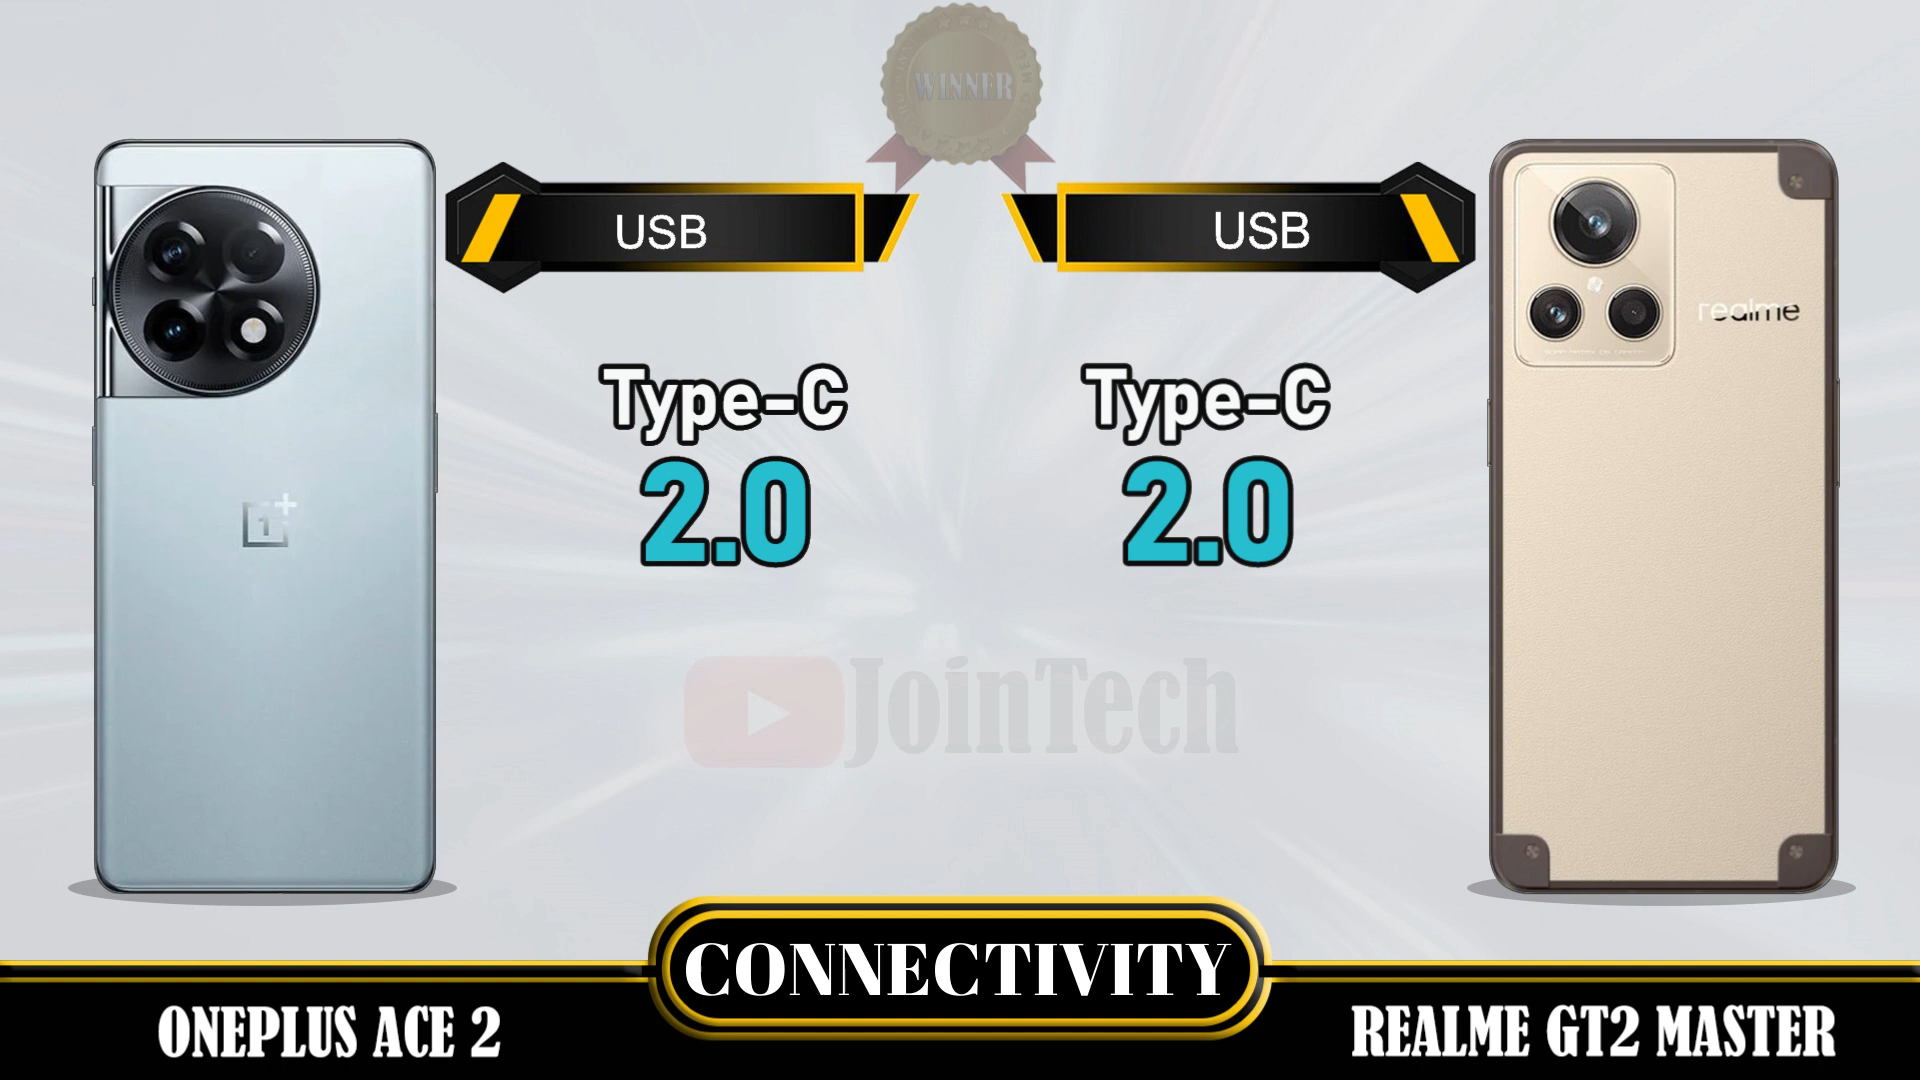 WINNER
USB
USB
realme
Type-C
Type-C
2.0
2.0
JoinTech
CONNECTIVITY
ONEPLUS ACE 2
REALME GT2 MASTER